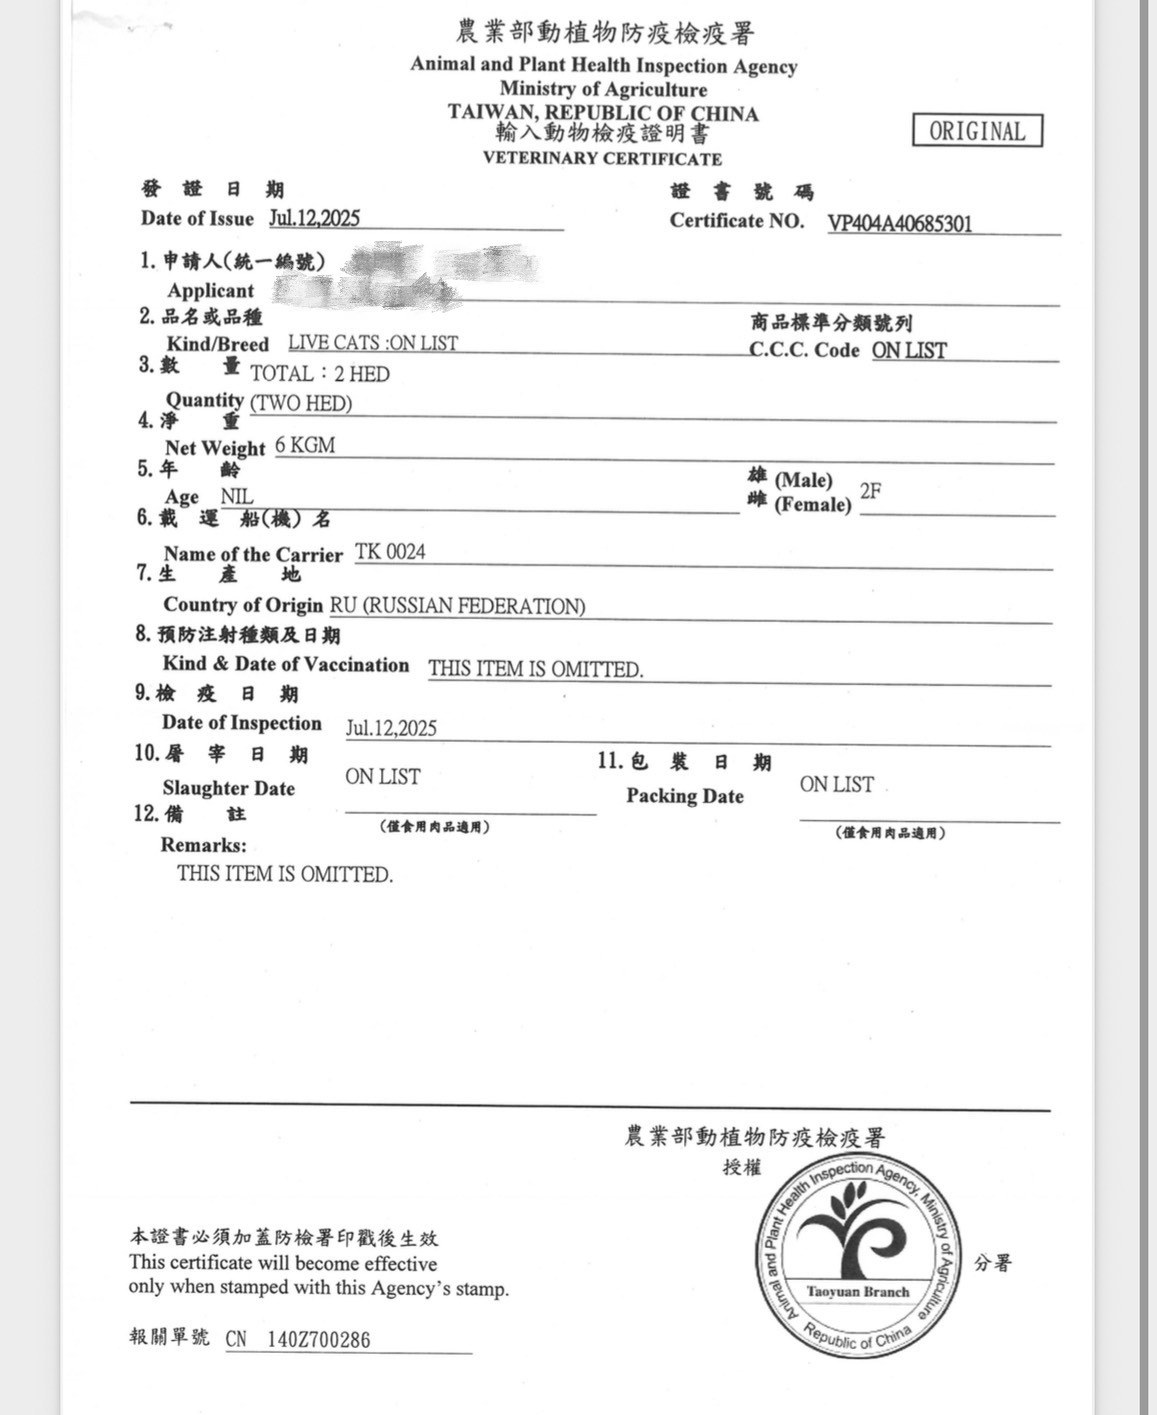 農業部動植物防疫檢疫署
Animal and Plant Health Inspection Agency
Ministry of Agriculture
TAIWAN, REPUBLIC OF CHINA
輸入動物檢疫證明書
VETERINARY CERTIFICATE
ORIGINAL
發證日期
Date of Issue Jul.12,2025
證書號碼
Certificate NO. VP404A40685301
1.申請人(統一編號)
Applicant
2.品名或品種
Kind/Breed LIVE CATS :ON LIST
商品標準分類號列
C.C.C. Code ON LIST
3.數量 TOTAL：2 HED
Quantity (TWO HED)
4.淨重
Net Weight 6 KGM
5.年齡
Age NIL
雄 (Male)
雌 (Female) 2F
6.載運船(機)名
Name of the Carrier TK 0024
7.生產地
Country of Origin RU (RUSSIAN FEDERATION)
8.預防注射種類及日期
Kind & Date of Vaccination THIS ITEM IS OMITTED.
9.檢疫日期
Date of Inspection Jul.12,2025
10.屠宰日期
Slaughter Date ON LIST
(僅食用肉品適用)
11.包裝日期
Packing Date ON LIST
(僅食用肉品適用)
12.備註
Remarks:
THIS ITEM IS OMITTED.
農業部動植物防疫檢疫署
授權
Animal and Plant Health Inspection Agency, Ministry of Agriculture
Taoyuan Branch
Republic of China
分署
本證書必須加蓋防檢署印戳後生效
This certificate will become effective
only when stamped with this Agency's stamp.
報關單號 CN 140Z700286